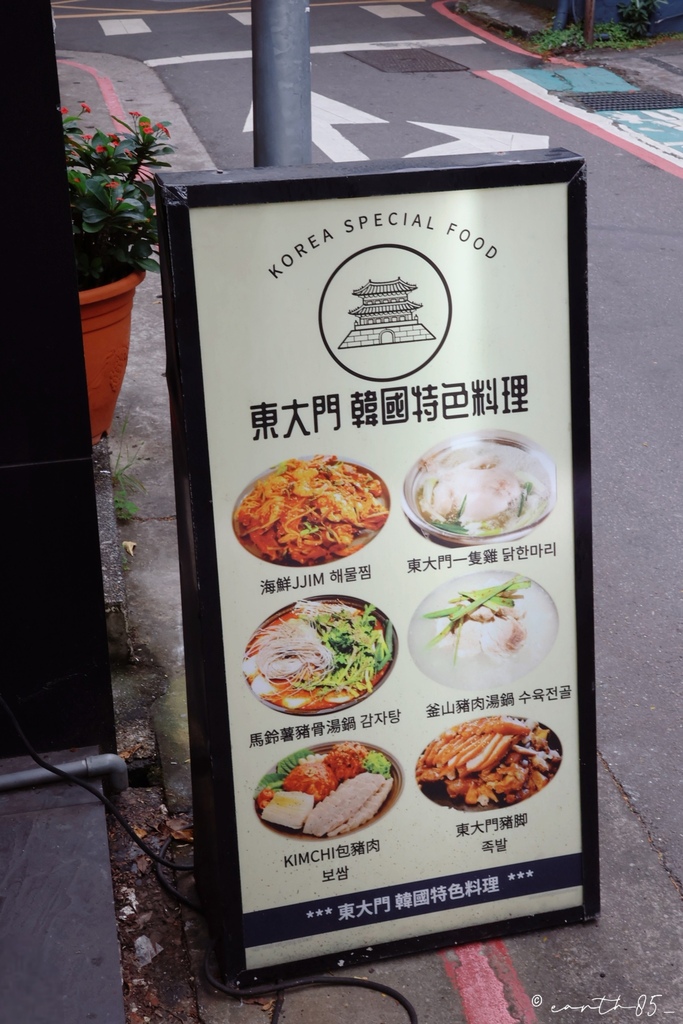 KOREA SPECIAL FOOD
東大門 韓國特色料理
海鮮JJIM 해물찜
東大門一隻雞 닭한마리
馬鈴薯豬骨湯鍋 감자탕
釜山豬肉湯鍋 수육전골
KIMCHI包豬肉
보쌈
東大門豬脚
족발
*** 東大門 韓國特色料理 ***
© earth85_